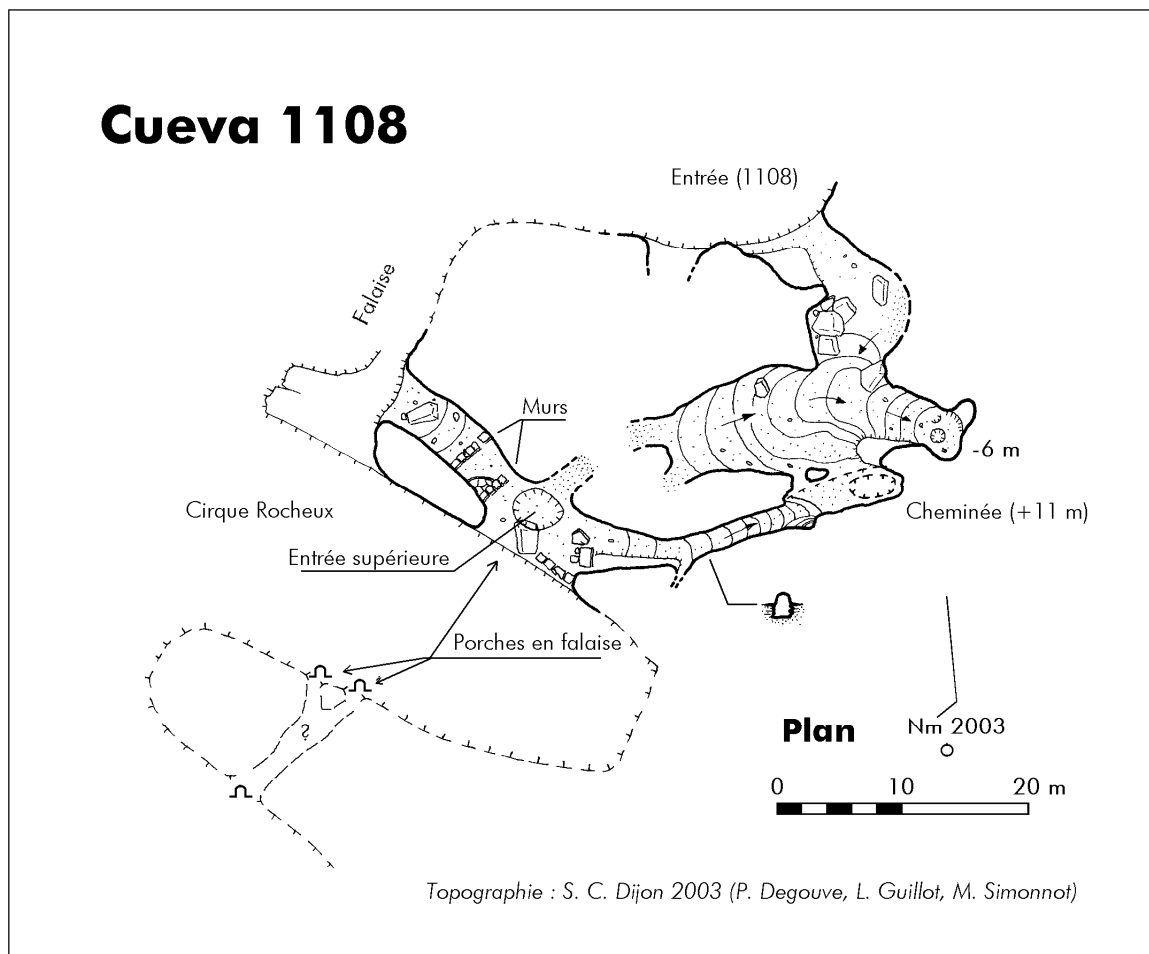 Cueva 1108
Entrée (1108)
Falaise
Murs
-6 m
Cirque Rocheux
Cheminée (+11 m)
Entrée supérieure
Porches en falaise
?
Plan
Nm 2003
0 10 20 m
Topographie : S. C. Dijon 2003 (P. Degouve, L. Guillot, M. Simonnot)